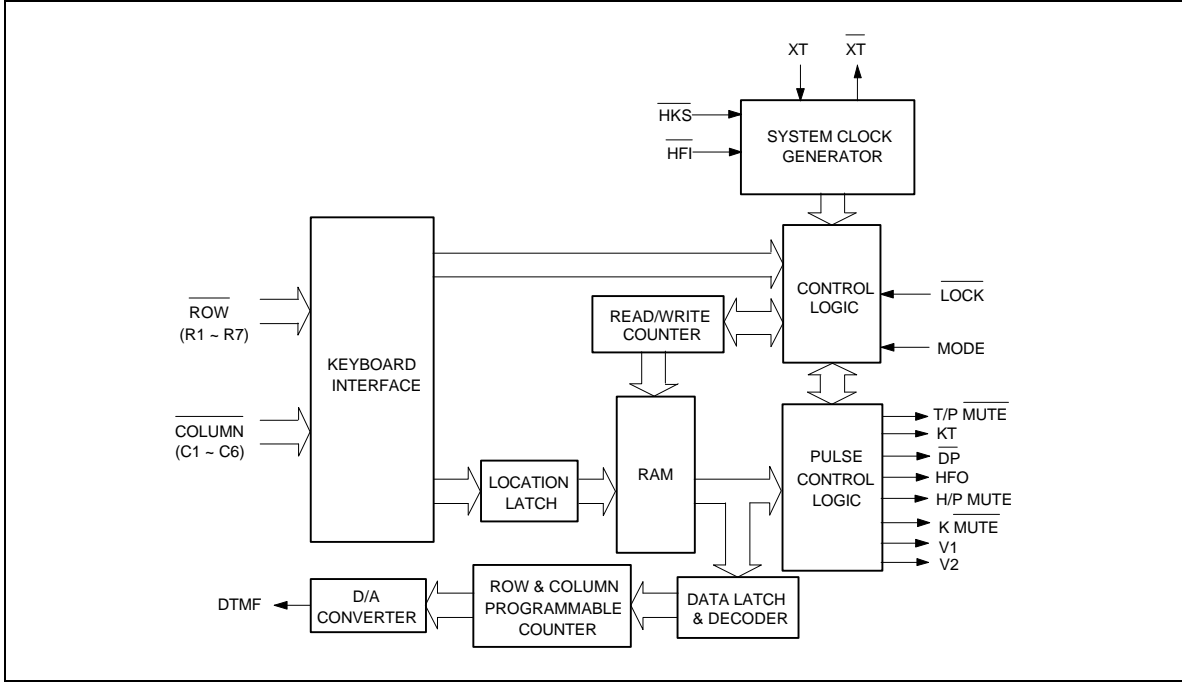 XT
XT
HKS
HFI
SYSTEM CLOCK
GENERATOR
ROW
(R1 ~ R7)
COLUMN
(C1 ~ C6)
KEYBOARD
INTERFACE
READ/WRITE
COUNTER
CONTROL
LOGIC
LOCK
MODE
LOCATION
LATCH
RAM
PULSE
CONTROL
LOGIC
T/P MUTE
KT
DP
HFO
H/P MUTE
K MUTE
V1
V2
DTMF
D/A
CONVERTER
ROW & COLUMN
PROGRAMMABLE
COUNTER
DATA LATCH
& DECODER